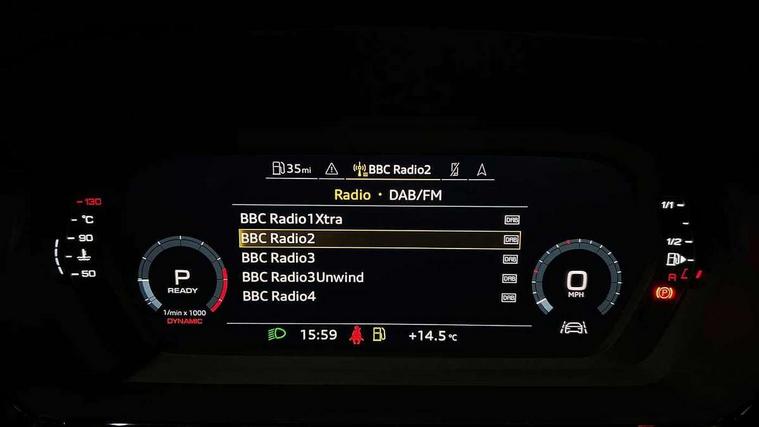 35mi BBC Radio2
Radio • DAB/FM
BBC Radio1Xtra DAB
BBC Radio2 DAB
BBC Radio3 DAB
BBC Radio3Unwind DAB
BBC Radio4 DAB
130
°C
90
50
P
READY
1/min x 1000
DYNAMIC
0
MPH
1/1
1/2
R
P
15:59 +14.5°C